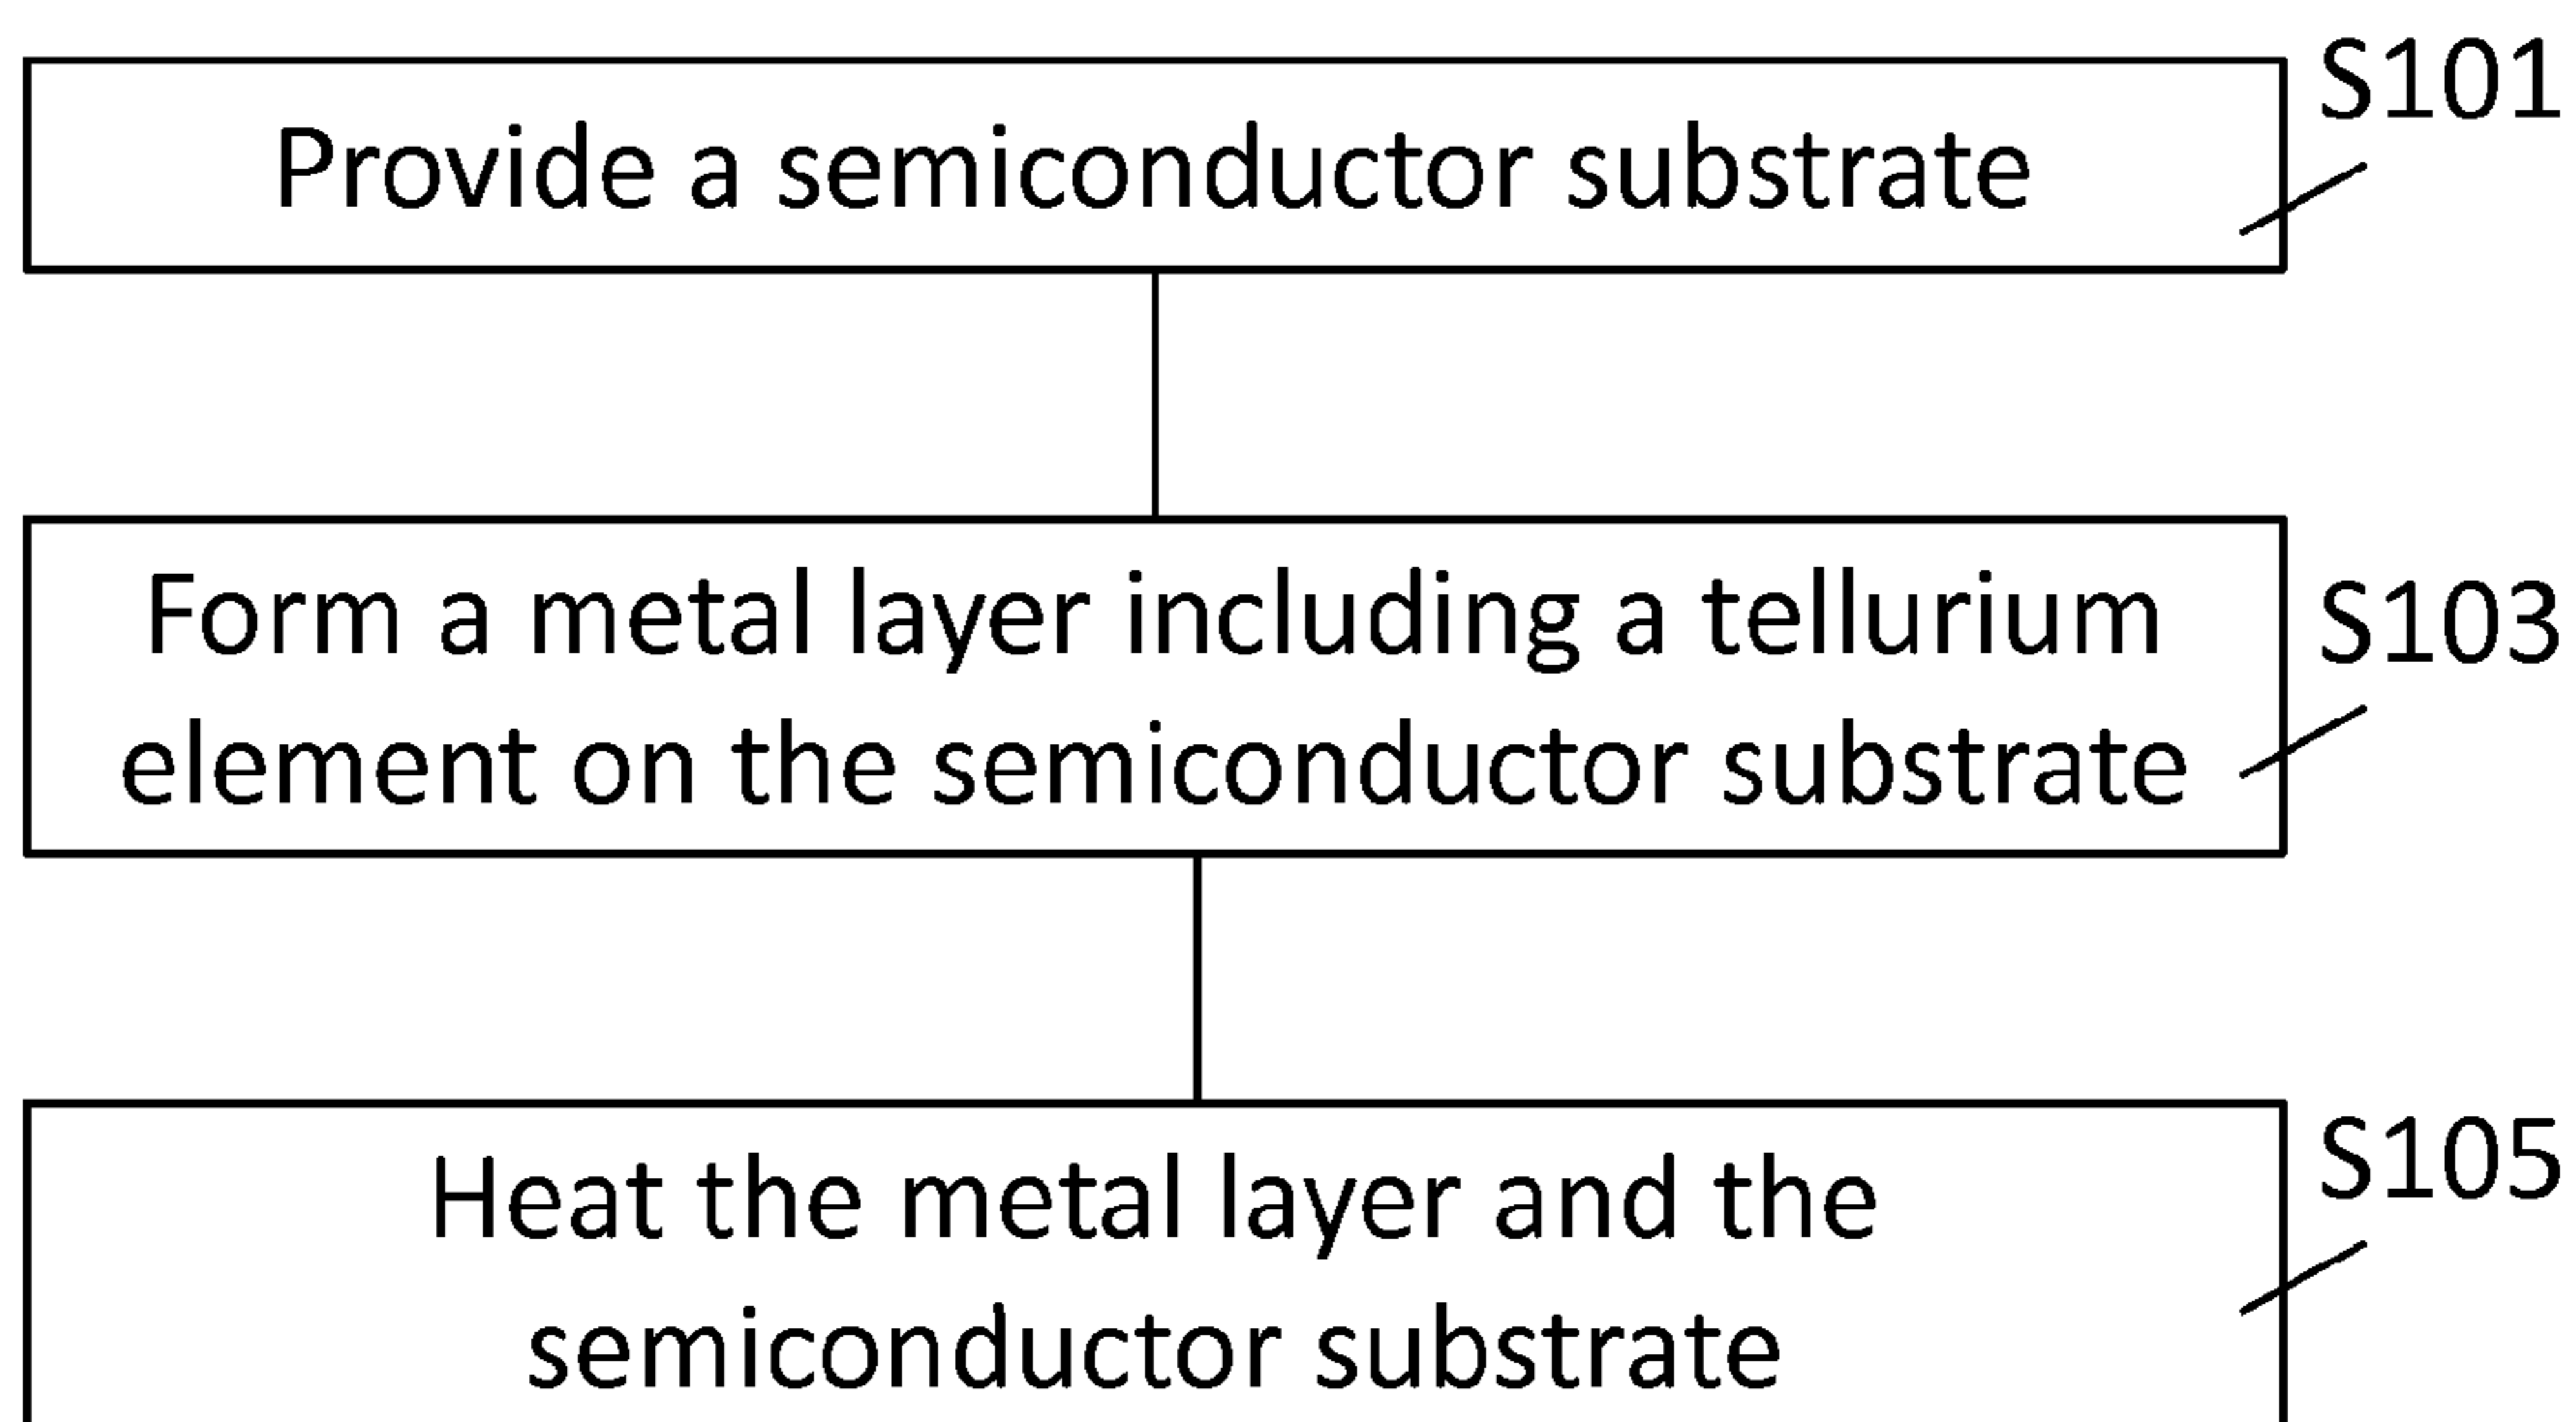 S101
Provide a semiconductor substrate
Form a metal layer including a tellurium
element on the semiconductor substrate
S103
Heat the metal layer and the
semiconductor substrate
S105